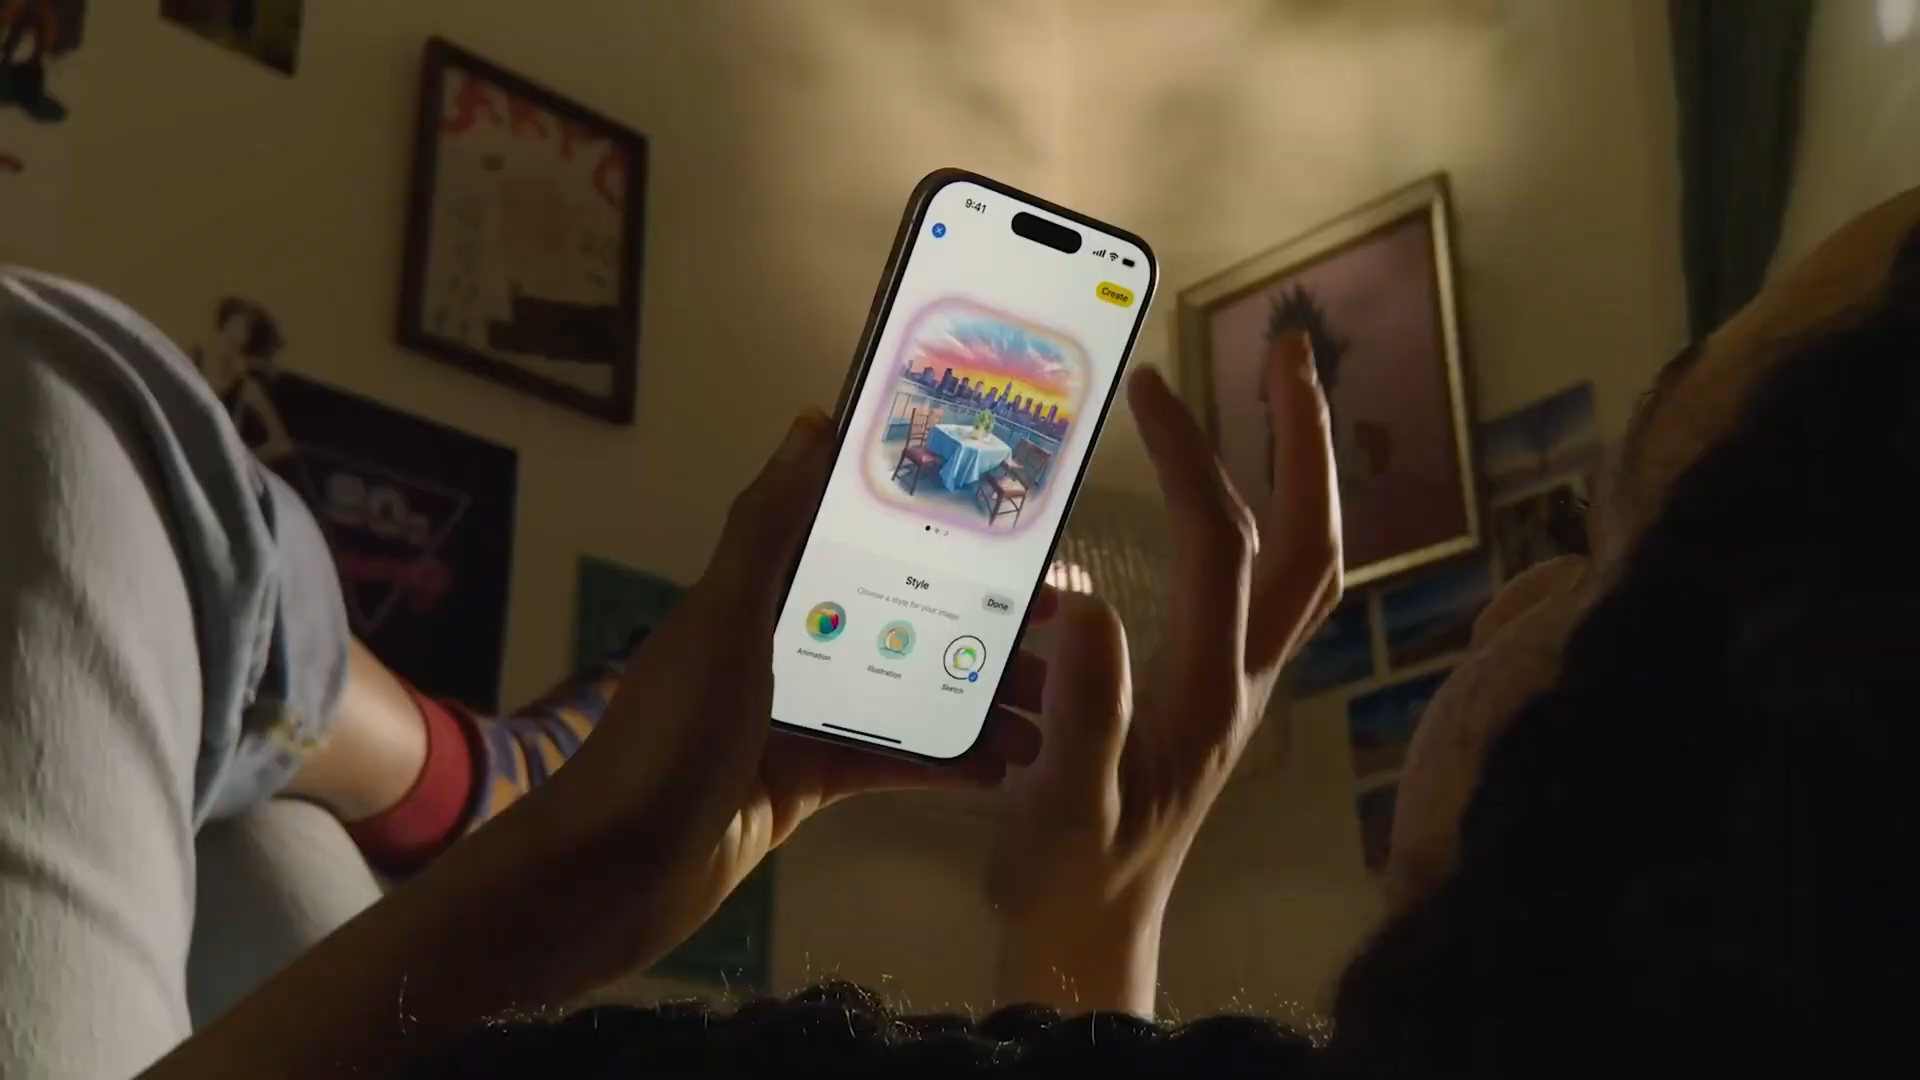 9:41
Create
Style
Choose a style for your image
Done
Animation
Illustration
Sketch